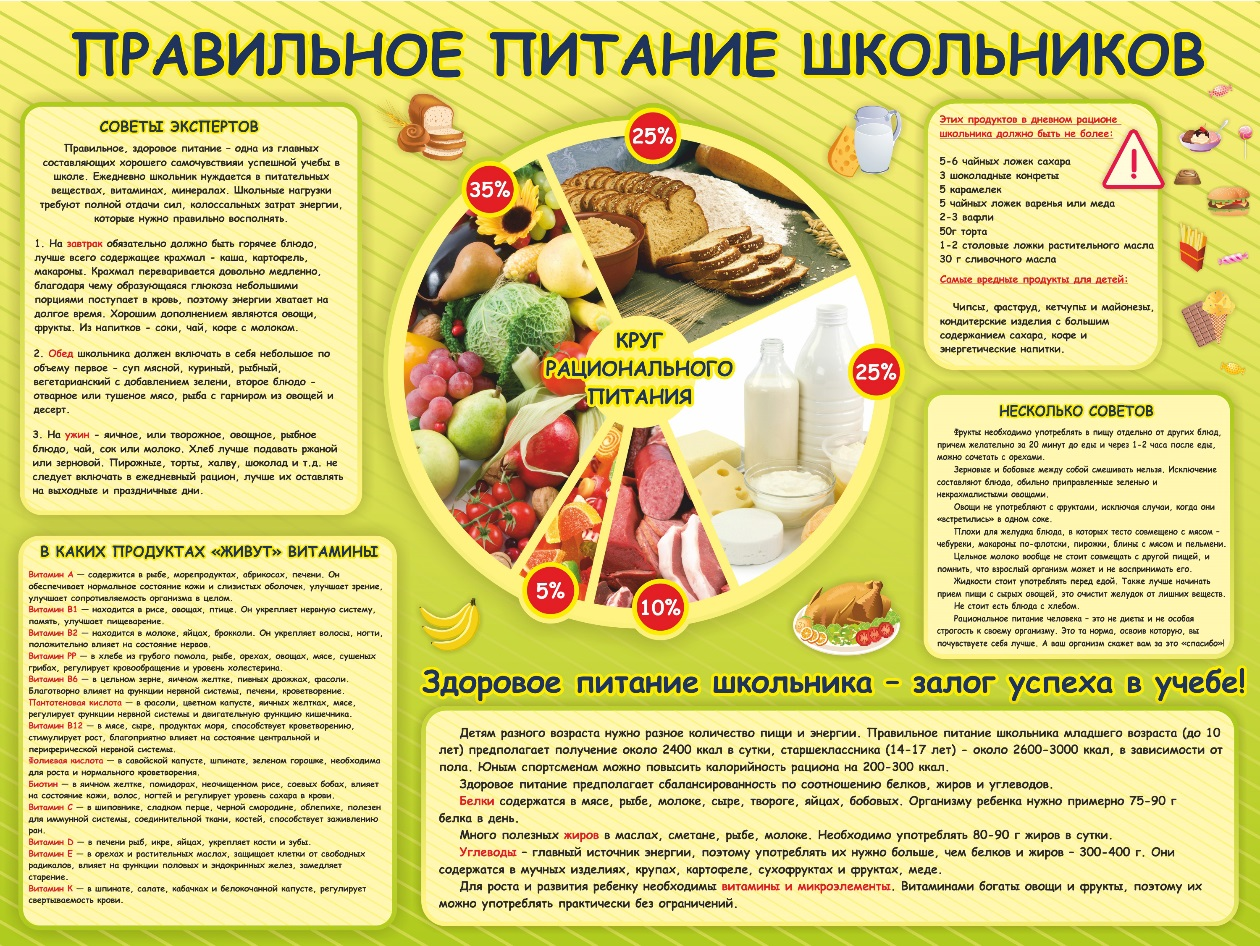 ПРАВИЛЬНОЕ ПИТАНИЕ ШКОЛЬНИКОВ
СОВЕТЫ ЭКСПЕРТОВ
Правильное, здоровое питание – одна из главных
составляющих хорошего самочувствияи успешной учебы в
школе. Ежедневно школьник нуждается в питательных
веществах, витаминах, минералах. Школьные нагрузки
требуют полной отдачи сил, колоссальных затрат энергии,
которые нужно правильно восполнять.
1. На завтрак обязательно должно быть горячее блюдо,
лучше всего содержащее крахмал - каша, картофель,
макароны. Крахмал переваривается довольно медленно,
благодаря чему образующаяся глюкоза небольшими
порциями поступает в кровь, поэтому энергии хватает на
долгое время. Хорошим дополнением являются овощи,
фрукты. Из напитков - соки, чай, кофе с молоком.
2. Обед школьника должен включать в себя небольшое по
объему первое - суп мясной, куриный, рыбный,
вегетарианский с добавлением зелени, второе блюдо -
отварное или тушеное мясо, рыба с гарниром из овощей и
десерт.
3. На ужин - яичное, или творожное, овощное, рыбное
блюдо, чай, сок или молоко. Хлеб лучше подавать ржаной
или зерновой. Пирожные, торты, халву, шоколад и т.д. не
следует включать в ежедневный рацион, лучше их оставлять
на выходные и праздничные дни.
В КАКИХ ПРОДУКТАХ «ЖИВУТ» ВИТАМИНЫ
Витамин А — содержится в рыбе, морепродуктах, абрикосах, печени. Он
обеспечивает нормальное состояние кожи и слизистых оболочек, улучшает зрение,
улучшает сопротивляемость организма в целом.
Витамин В1 — находится в рисе, овощах, птице. Он укрепляет нервную систему,
память, улучшает пищеварение.
Витамин В2 — находится в молоке, яйцах, брокколи. Он укрепляет волосы, ногти,
положительно влияет на состояние нервов.
Витамин РР — в хлебе из грубого помола, рыбе, орехах, овощах, мясе, сушеных
грибах, регулирует кровообращение и уровень холестерина.
Витамин В6 — в цельном зерне, яичном желтке, пивных дрожжах, фасоли.
Благотворно влияет на функции нервной системы, печени, кроветворение.
Пантотеновая кислота — в фасоли, цветном капусте, яичных желтках, мясе,
регулирует функции нервной системы и двигательную функцию кишечника.
Витамин В12 — в мясе, сыре, продуктах моря, способствует кроветворению,
стимулирует рост, благоприятно влияет на состояние центральной и
периферической нервной системы.
Фолиевая кислота — в савойской капусте, шпинате, зеленом горошке, необходима
для роста и нормального кроветворения.
Биотин — в яичном желтке, помидорах, неочищенном рисе, соевых бобах, влияет
на состояние кожи, волос, ногтей и регулирует уровень сахара в крови.
Витамин С — в шиповнике, сладком перце, черной смородине, облепихе, полезен
для иммунной системы, соединительной ткани, костей, способствует заживлению
ран.
Витамин D — в печени рыб, икре, яйцах, укрепляет кости и зубы.
Витамин Е — в орехах и растительных маслах, защищает клетки от свободных
радикалов, влияет на функции половых и эндокринных желез, замедляет
старение.
Витамин К — в шпинате, салате, кабачках и белокочанной капусте, регулирует
свертываемость крови.
25%
35%
КРУГ
РАЦИОНАЛЬНОГО
ПИТАНИЯ
25%
5%
10%
Этих продуктов в дневном рационе
школьника должно быть не более:
5-6 чайных ложек сахара
3 шоколадные конфеты
5 карамелек
5 чайных ложек варенья или меда
2-3 вафли
50г торта
1-2 столовые ложки растительного масла
30 г сливочного масла
Самые вредные продукты для детей:
Чипсы, фастфуд, кетчупы и майонезы,
кондитерские изделия с большим
содержанием сахара, кофе и
энергетические напитки.
!
НЕСКОЛЬКО СОВЕТОВ
Фрукты необходимо употреблять в пищу отдельно от других блюд,
причем желательно за 20 минут до еды и через 1-2 часа после еды,
можно сочетать с орехами.
Зерновые и бобовые между собой смешивать нельзя. Исключение
составляют блюда, обильно приправленные зеленью и
некрахмалистыми овощами.
Овощи не употребляют с фруктами, исключая случаи, когда они
«встретились» в одном соке.
Плохи для желудка блюда, в которых тесто совмещено с мясом -
чебуреки, макароны по-флотски, пирожки, блины с мясом и пельмени.
Цельное молоко вообще не стоит совмещать с другой пищей, и
помнить, что взрослый организм может и не воспринимать его.
Жидкости стоит употреблять перед едой. Также лучше начинать
прием пищи с сырых овощей, это очистит желудок от лишних веществ.
Не стоит есть блюда с хлебом.
Рациональное питание человека – это не диеты и не особая
строгость к своему организму. Это та норма, освоив которую, вы
почувствуете себя лучше. А ваш организм скажет вам за это «спасибо»!
Здоровое питание школьника – залог успеха в учебе!
Детям разного возраста нужно разное количество пищи и энергии. Правильное питание школьника младшего возраста (до 10
лет) предполагает получение около 2400 ккал в сутки, старшеклассника (14-17 лет) - около 2600-3000 ккал, в зависимости от
пола. Юным спортсменам можно повысить калорийность рациона на 200-300 ккал.
Здоровое питание предполагает сбалансированность по соотношению белков, жиров и углеводов.
Белки содержатся в мясе, рыбе, молоке, сыре, твороге, яйцах, бобовых. Организму ребенка нужно примерно 75-90 г
белка в день.
Много полезных жиров в маслах, сметане, рыбе, молоке. Необходимо употреблять 80-90 г жиров в сутки.
Углеводы – главный источник энергии, поэтому употреблять их нужно больше, чем белков и жиров – 300-400 г. Они
содержатся в мучных изделиях, крупах, картофеле, сухофруктах и фруктах, меде.
Для роста и развития ребенку необходимы витамины и микроэлементы. Витаминами богаты овощи и фрукты, поэтому их
можно употреблять практически без ограничений.